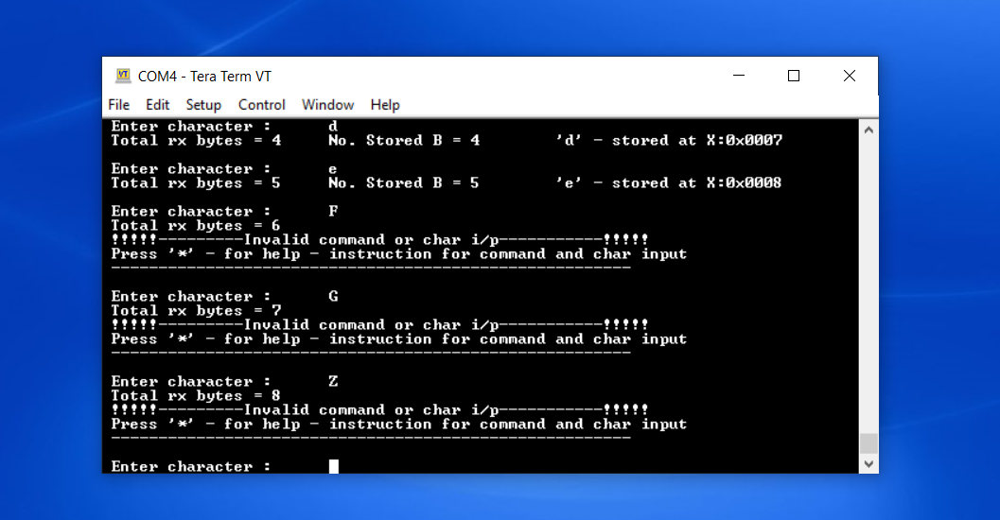 COM4 - Tera Term VT
File Edit Setup Control Window Help
Enter character : d
Total rx bytes = 4 No. Stored B = 4 'd' - stored at X:0x0007
Enter character : e
Total rx bytes = 5 No. Stored B = 5 'e' - stored at X:0x0008
Enter character : F
Total rx bytes = 6
!!!!!---------Invalid command or char i/p-----------!!!!!
Press '*' - for help - instruction for command and char input
-------------------------------------------------------
Enter character : G
Total rx bytes = 7
!!!!!---------Invalid command or char i/p-----------!!!!!
Press '*' - for help - instruction for command and char input
-------------------------------------------------------
Enter character : Z
Total rx bytes = 8
!!!!!---------Invalid command or char i/p-----------!!!!!
Press '*' - for help - instruction for command and char input
-------------------------------------------------------
Enter character :